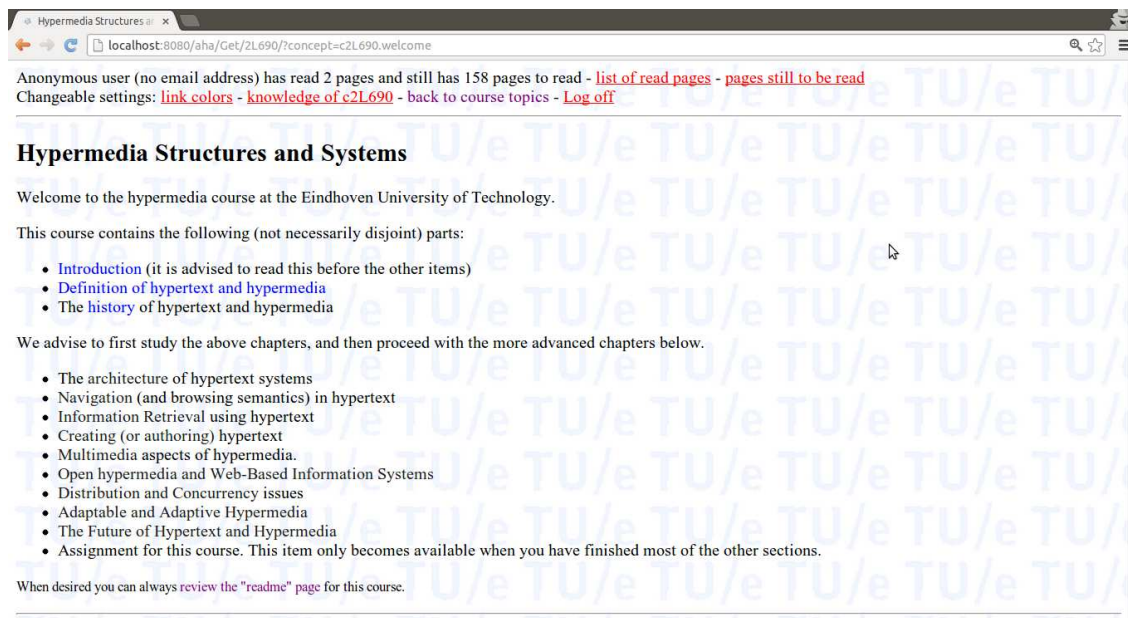 Hypermedia Structures a
localhost:8080/aha/Get/2L690/?concept=c2L690.welcome
Anonymous user (no email address) has read 2 pages and still has 158 pages to read - list of read pages - pages still to be read
Changeable settings: link colors - knowledge of c2L690 - back to course topics - Log off
Hypermedia Structures and Systems
Welcome to the hypermedia course at the Eindhoven University of Technology.
This course contains the following (not necessarily disjoint) parts:
• Introduction (it is advised to read this before the other items)
• Definition of hypertext and hypermedia
• The history of hypertext and hypermedia
We advise to first study the above chapters, and then proceed with the more advanced chapters below.
• The architecture of hypertext systems
• Navigation (and browsing semantics) in hypertext
• Information Retrieval using hypertext
• Creating (or authoring) hypertext
• Multimedia aspects of hypermedia.
• Open hypermedia and Web-Based Information Systems
• Distribution and Concurrency issues
• Adaptable and Adaptive Hypermedia
• The Future of Hypertext and Hypermedia
• Assignment for this course. This item only becomes available when you have finished most of the other sections.
When desired you can always review the "readme" page for this course.
TU/e